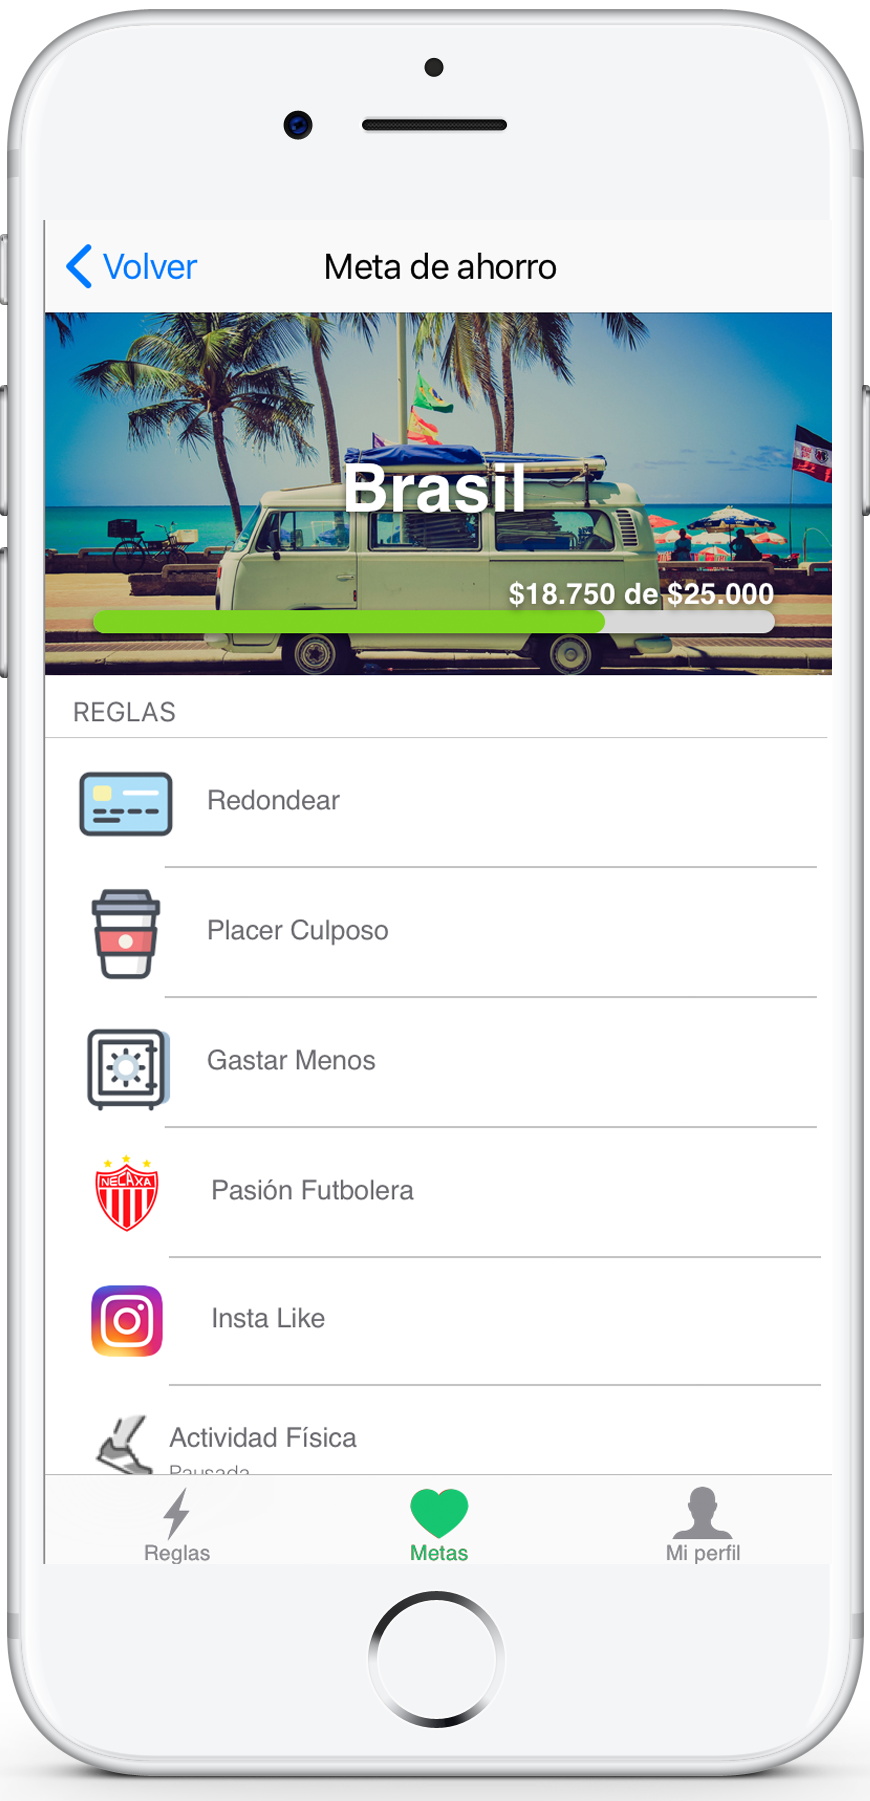 Volver
Meta de ahorro
Brasil
$18.750 de $25.000
REGLAS
Redondear
Placer Culposo
Gastar Menos
NECAXA
Pasión Futbolera
Insta Like
Actividad Física
Pausada
Reglas
Metas
Mi perfil